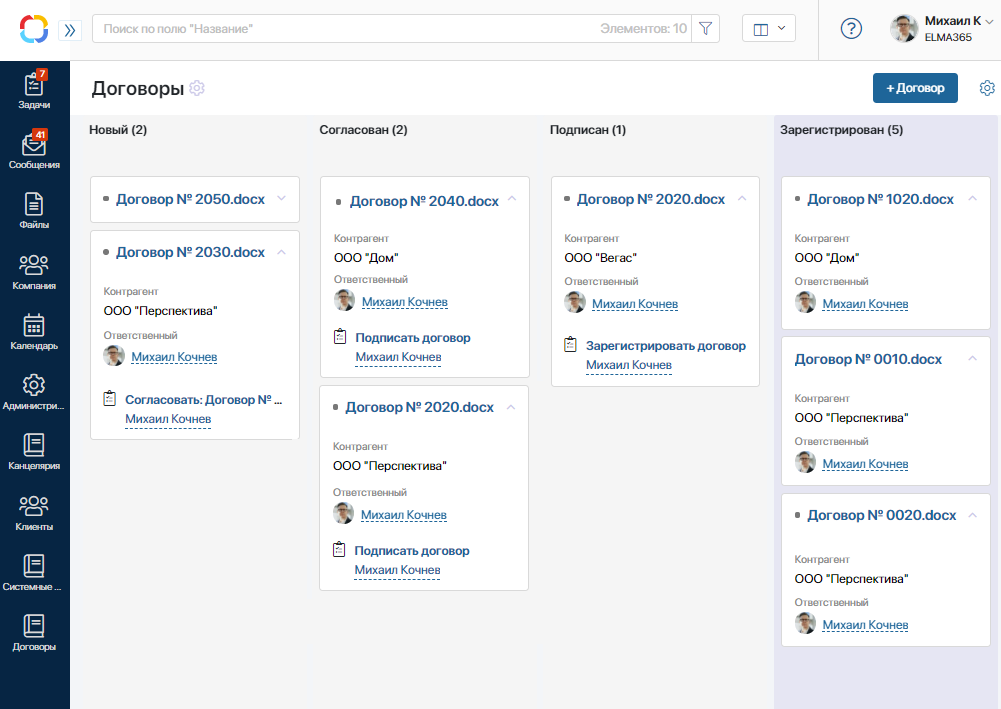 Поиск по полю "Название"
Элементов: 10
Михаил К
ELMA365
7
Задачи
41
Сообщения
Файлы
Компания
Календарь
Администри...
Канцелярия
Клиенты
Системные ...
Договоры
Договоры
+ Договор
Новый (2)
Договор № 2050.docx
Договор № 2030.docx
Контрагент
ООО "Перспектива"
Ответственный
Михаил Кочнев
Согласовать: Договор № ...
Михаил Кочнев
Согласован (2)
Договор № 2040.docx
Контрагент
ООО "Дом"
Ответственный
Михаил Кочнев
Подписать договор
Михаил Кочнев
Договор № 2020.docx
Контрагент
ООО "Перспектива"
Ответственный
Михаил Кочнев
Подписать договор
Михаил Кочнев
Подписан (1)
Договор № 2020.docx
Контрагент
ООО "Вегас"
Ответственный
Михаил Кочнев
Зарегистрировать договор
Михаил Кочнев
Зарегистрирован (5)
Договор № 1020.docx
Контрагент
ООО "Дом"
Ответственный
Михаил Кочнев
Договор № 0010.docx
Контрагент
ООО "Перспектива"
Ответственный
Михаил Кочнев
Договор № 0020.docx
Контрагент
ООО "Перспектива"
Ответственный
Михаил Кочнев